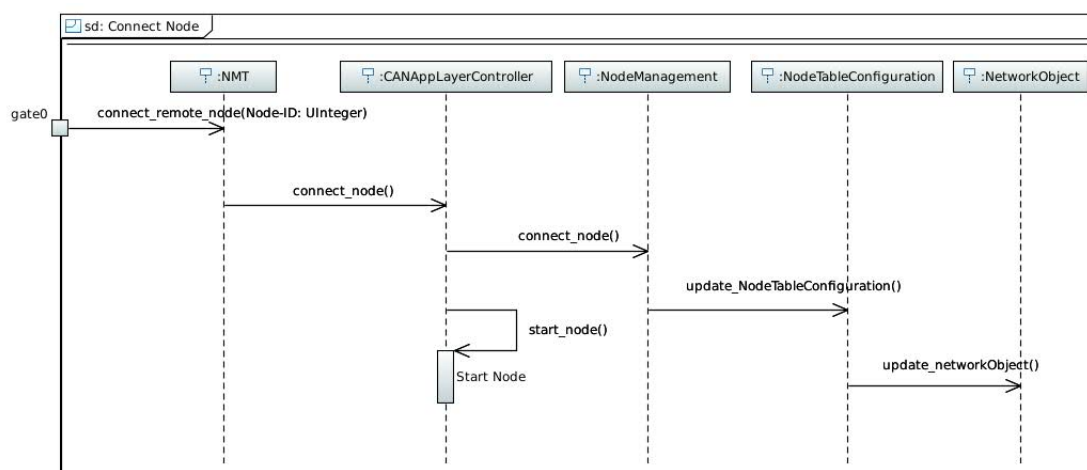 sd: Connect Node
:NMT
:CANAppLayerController
:NodeManagement
:NodeTableConfiguration
:NetworkObject
gate0
connect_remote_node(Node-ID: UInteger)
connect_node()
connect_node()
update_NodeTableConfiguration()
start_node()
update_networkObject()
Start Node